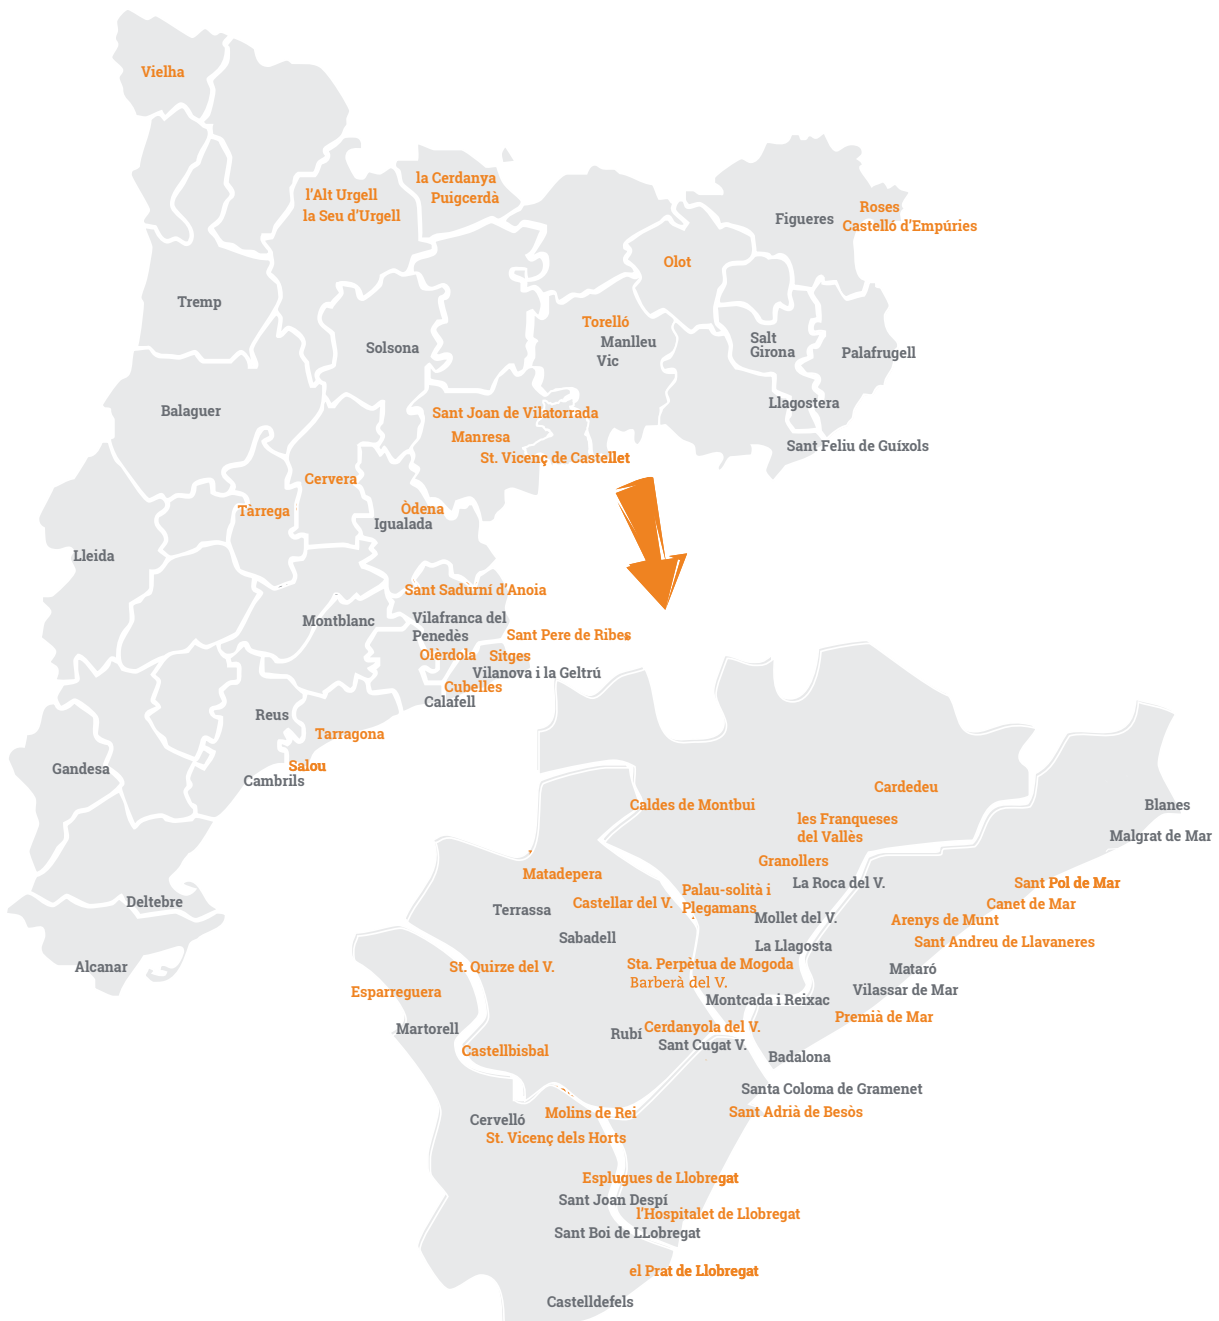 Vielha
la Cerdanya
Puigcerdà
l'Alt Urgell
la Seu d'Urgell
Roses
Figueres
Castelló d'Empúries
Olot
Tremp
Torelló
Manlleu
Vic
Solsona
Salt
Girona
Palafrugell
Balaguer
Sant Joan de Vilatorrada
Llagostera
Manresa
Sant Feliu de Guíxols
St. Vicenç de Castellet
Cervera
Tàrrega
Òdena
Igualada
Lleida
Sant Sadurní d'Anoia
Montblanc
Vilafranca del
Penedès
Sant Pere de Ribes
Olèrdola
Sitges
Vilanova i la Geltrú
Cubelles
Calafell
Reus
Tarragona
Gandesa
Salou
Cambrils
Deltebre
Alcanar
Cardedeu
Caldes de Montbui
Blanes
les Franqueses
del Vallès
Malgrat de Mar
Granollers
Matadepera
La Roca del V.
Sant Pol de Mar
Palau-solità i
Plegamans
Castellar del V.
Canet de Mar
Terrassa
Mollet del V.
Arenys de Munt
Sabadell
La Llagosta
Sant Andreu de Llavaneres
St. Quirze del V.
Sta. Perpètua de Mogoda
Mataró
Barberà del V.
Esparreguera
Vilassar de Mar
Montcada i Reixac
Premià de Mar
Martorell
Rubí
Cerdanyola del V.
Sant Cugat V.
Castellbisbal
Badalona
Santa Coloma de Gramenet
Molins de Rei
Sant Adrià de Besòs
Cervelló
St. Vicenç dels Horts
Esplugues de Llobregat
Sant Joan Despí
l'Hospitalet de Llobregat
Sant Boi de LLobregat
el Prat de Llobregat
Castelldefels